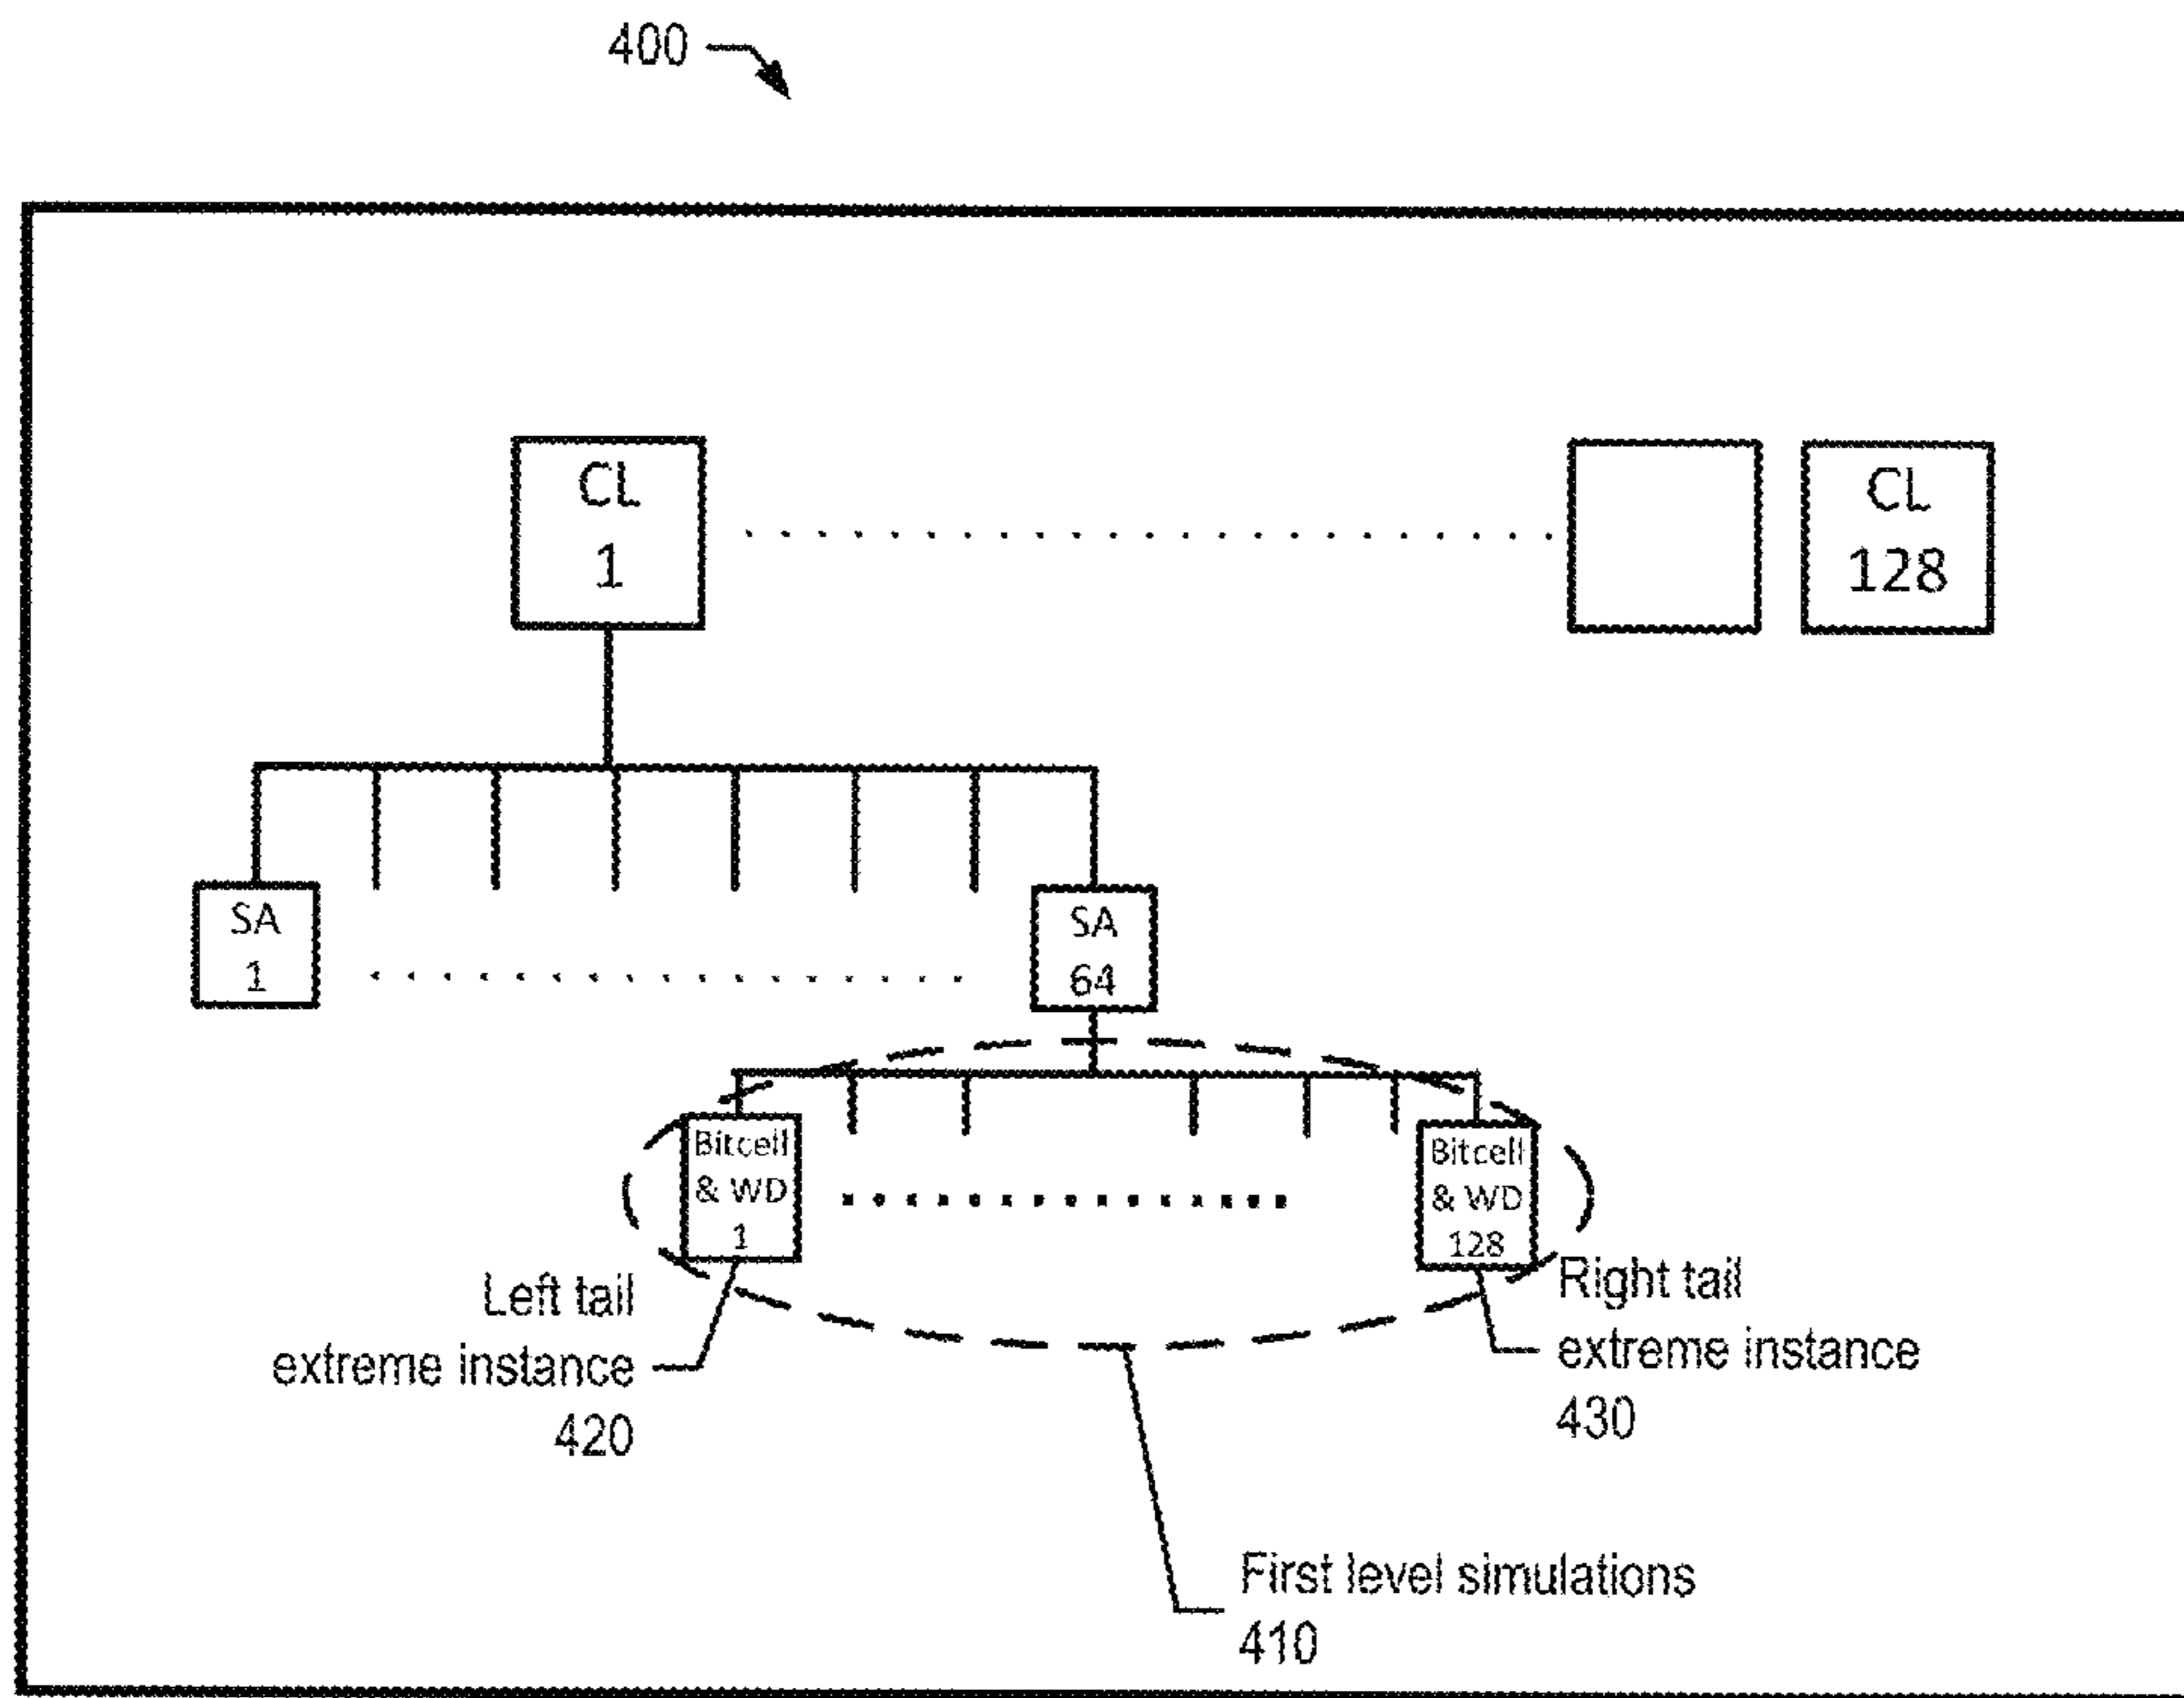 400
CL
1
CL
128
SA
1
SA
64
Bitcell
& WD
1
Bitcell
& WD
128
Left tail
extreme instance
420
Right tail
extreme instance
430
First level simulations
410